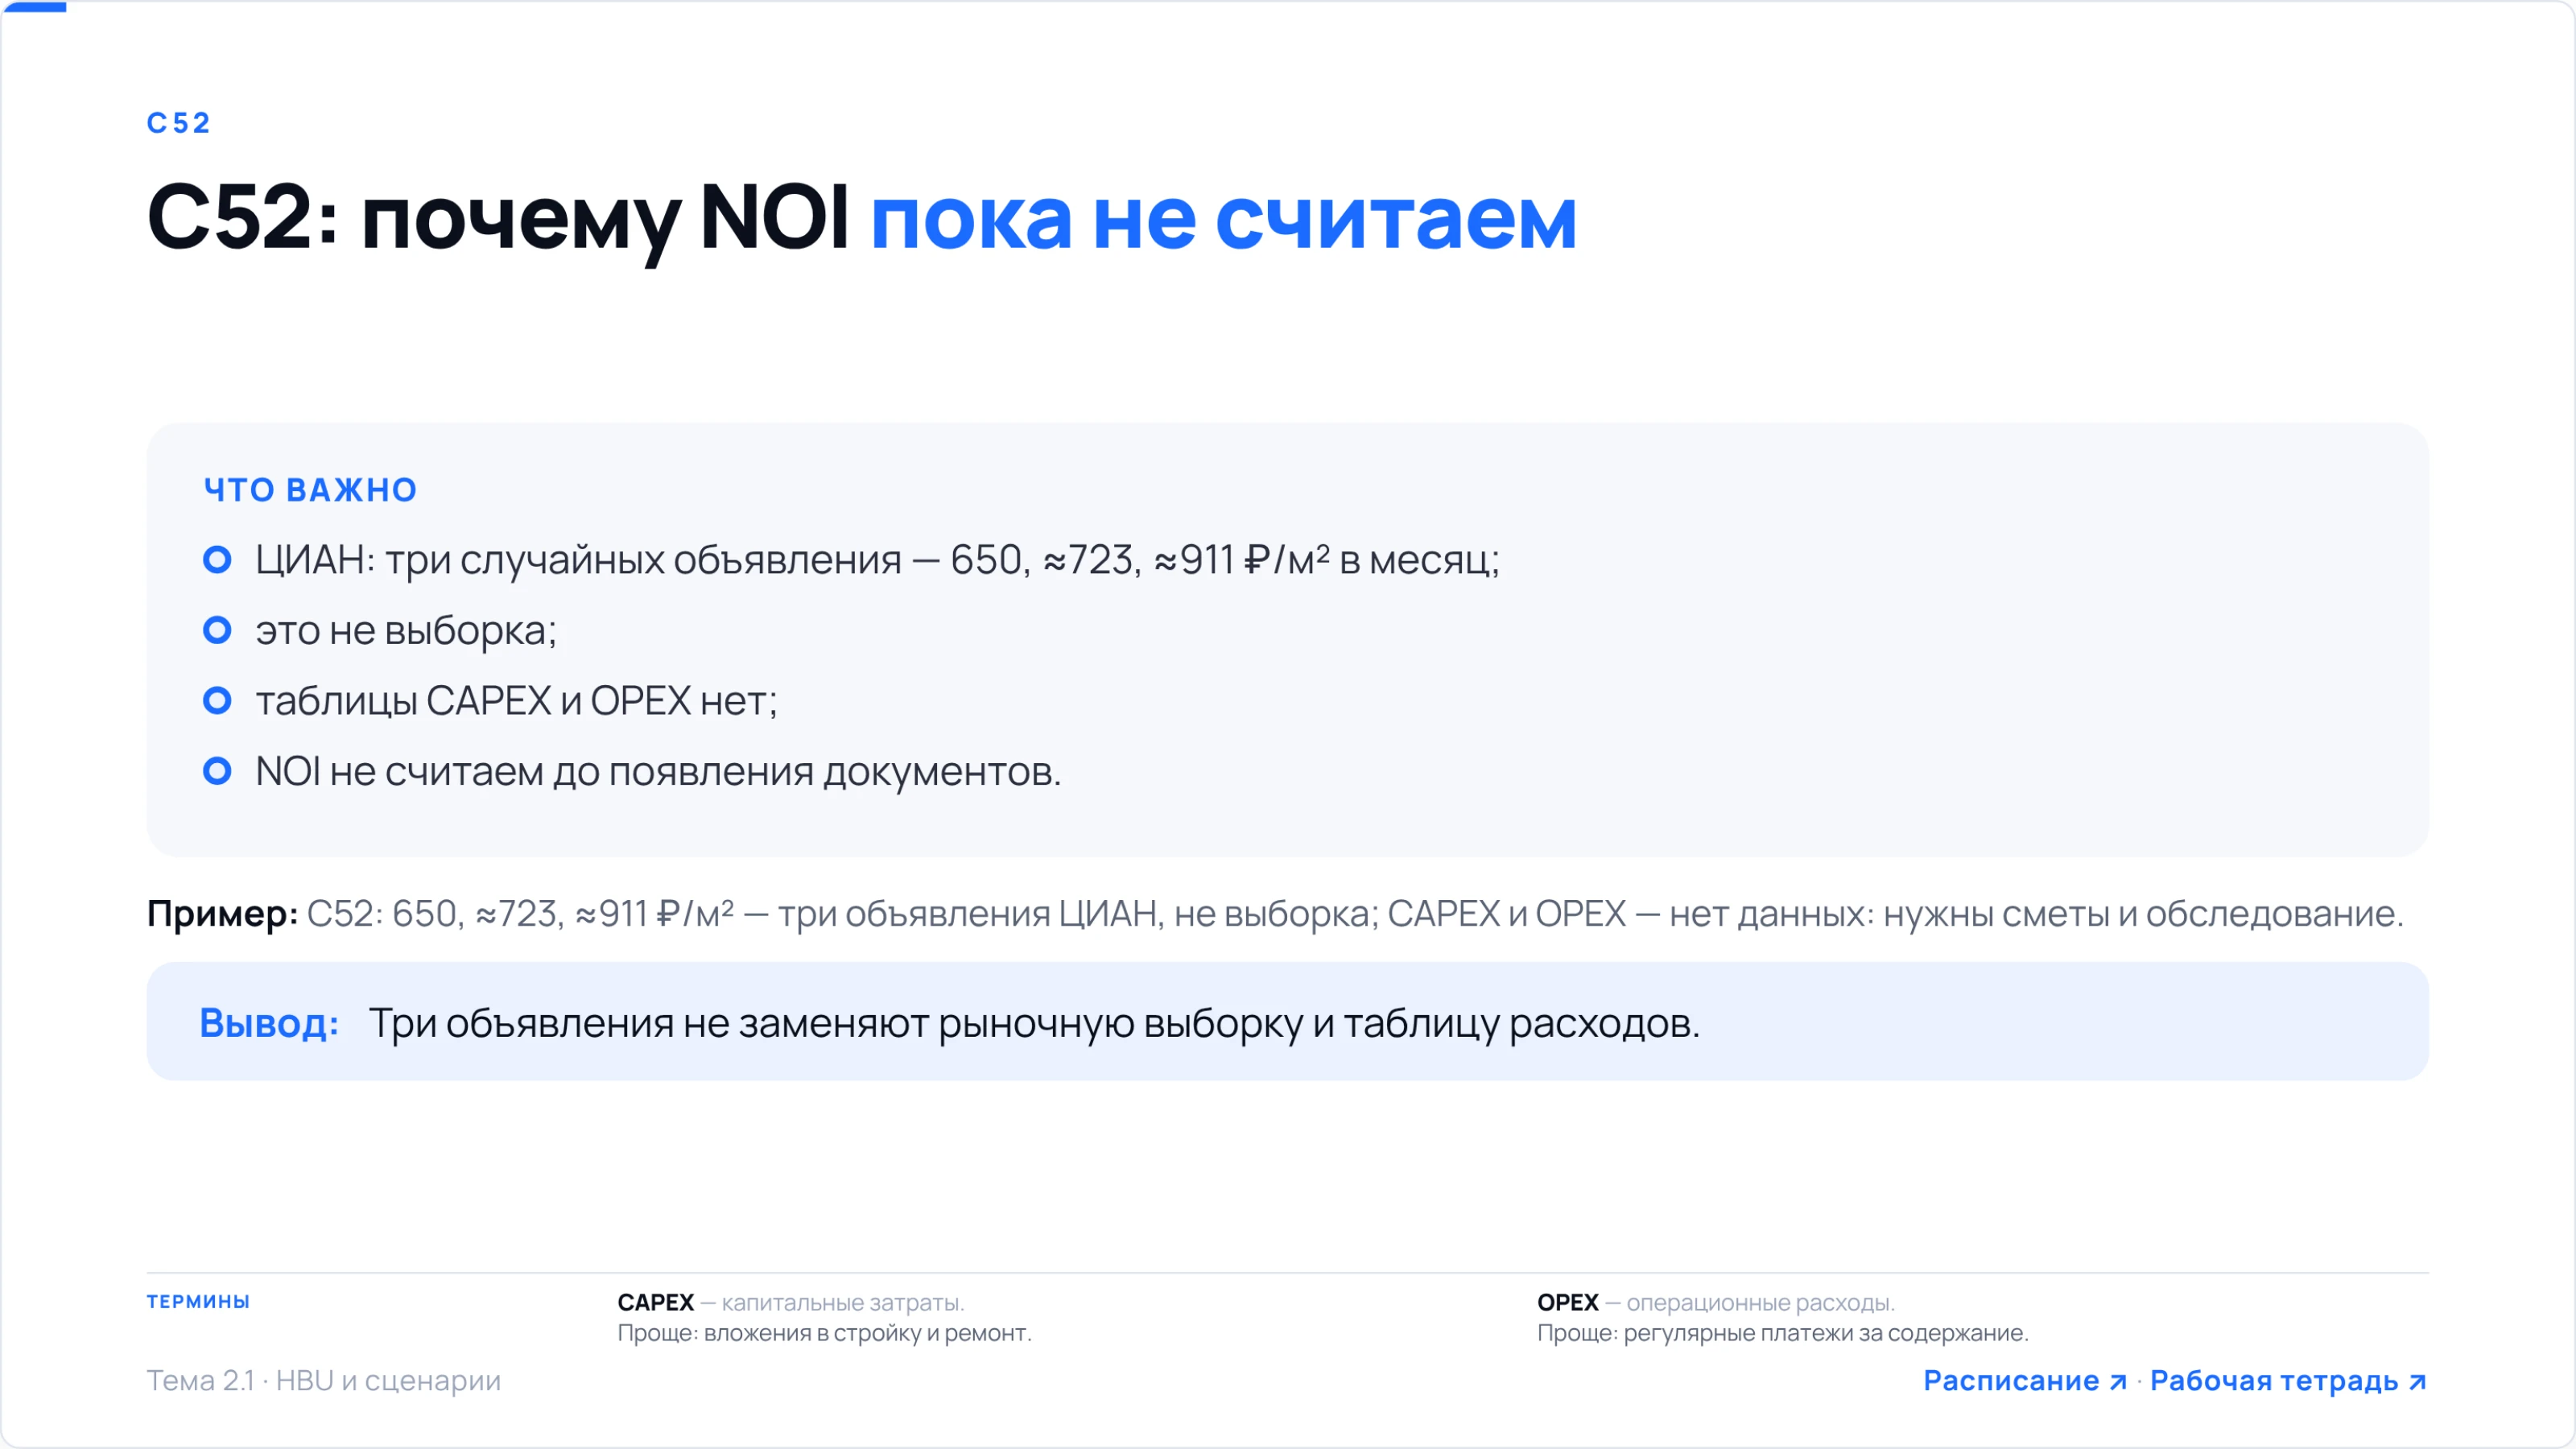 С52
С52: почему NOI пока не считаем
ЧТО ВАЖНО
ЦИАН: три случайных объявления — 650, ≈723, ≈911 ₽/м² в месяц;
это не выборка;
таблицы CAPEX и OPEX нет;
NOI не считаем до появления документов.
Пример: С52: 650, ≈723, ≈911 ₽/м² — три объявления ЦИАН, не выборка; CAPEX и OPEX — нет данных: нужны сметы и обследование.
Вывод: Три объявления не заменяют рыночную выборку и таблицу расходов.
ТЕРМИНЫ
CAPEX — капитальные затраты.
Проще: вложения в стройку и ремонт.
OPEX — операционные расходы.
Проще: регулярные платежи за содержание.
Тема 2.1 · HBU и сценарии
Расписание ↗ · Рабочая тетрадь ↗